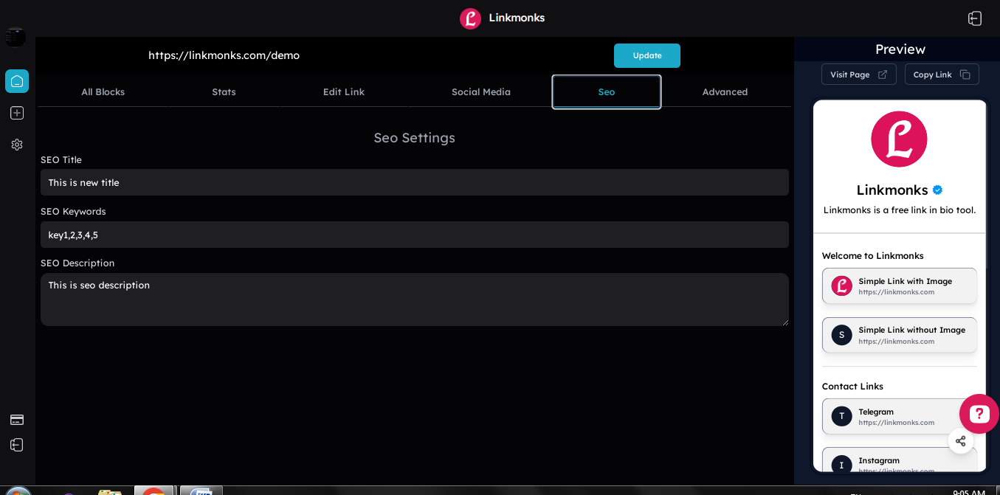 Linkmonks
https://linkmonks.com/demo
Update
All Blocks
Stats
Edit Link
Social Media
Seo
Advanced
Seo Settings
SEO Title
This is new title
SEO Keywords
key1,2,3,4,5
SEO Description
This is seo description
Preview
Visit Page
Copy Link
L
Linkmonks
Linkmonks is a free link in bio tool.
Welcome to Linkmonks
Simple Link with Image
https://linkmonks.com
S
Simple Link without Image
https://linkmonks.com
Contact Links
T
Telegram
https://linkmonks.com
I
Instagram
https://linkmonks.com
?
9:05 AM